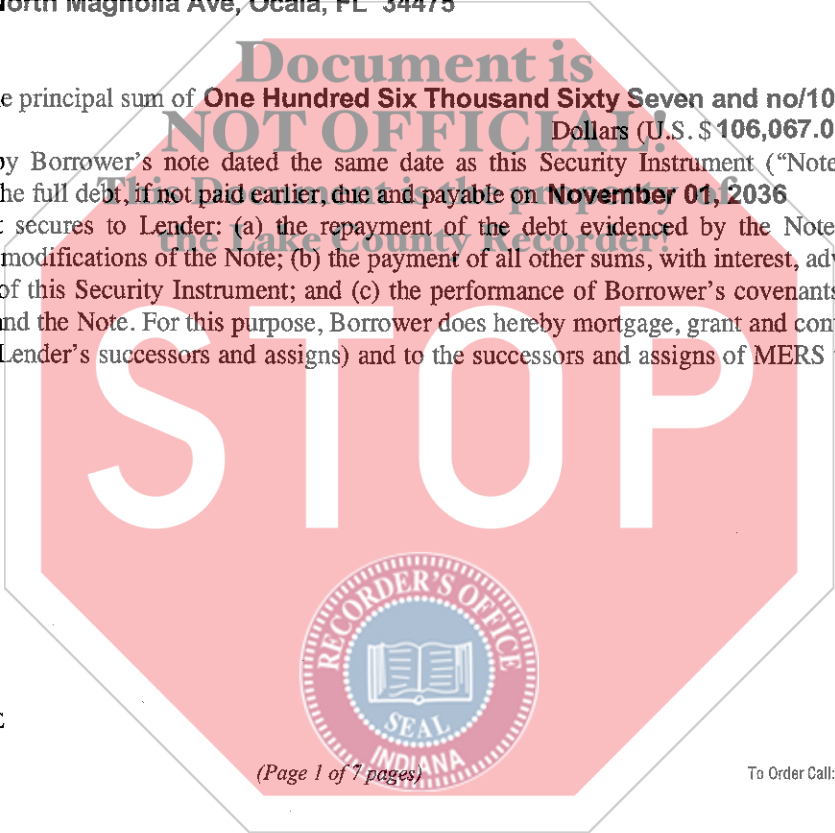 North Magnolia Ave, Ocala, FL 34475
Document is
e principal sum of One Hundred Six Thousand Sixty Seven and no/10
NOT OFFICIAL!
Dollars (U.S. $ 106,067.0
by Borrower’s note dated the same date as this Security Instrument (“Note
This Document is the property of
he full debt, if not paid earlier, due and payable on November 01, 2036
t secures to Lender: (a) the repayment of the debt evidenced by the Note
the Lake County Recorder!
modifications of the Note; (b) the payment of all other sums, with interest, ad
of this Security Instrument; and (c) the performance of Borrower’s covenants
nd the Note. For this purpose, Borrower does hereby mortgage, grant and con
Lender’s successors and assigns) and to the successors and assigns of MERS
STOP
RECORDER'S OFFICE
SEAL
INDIANA
(Page 1 of 7 pages)
To Order Call: